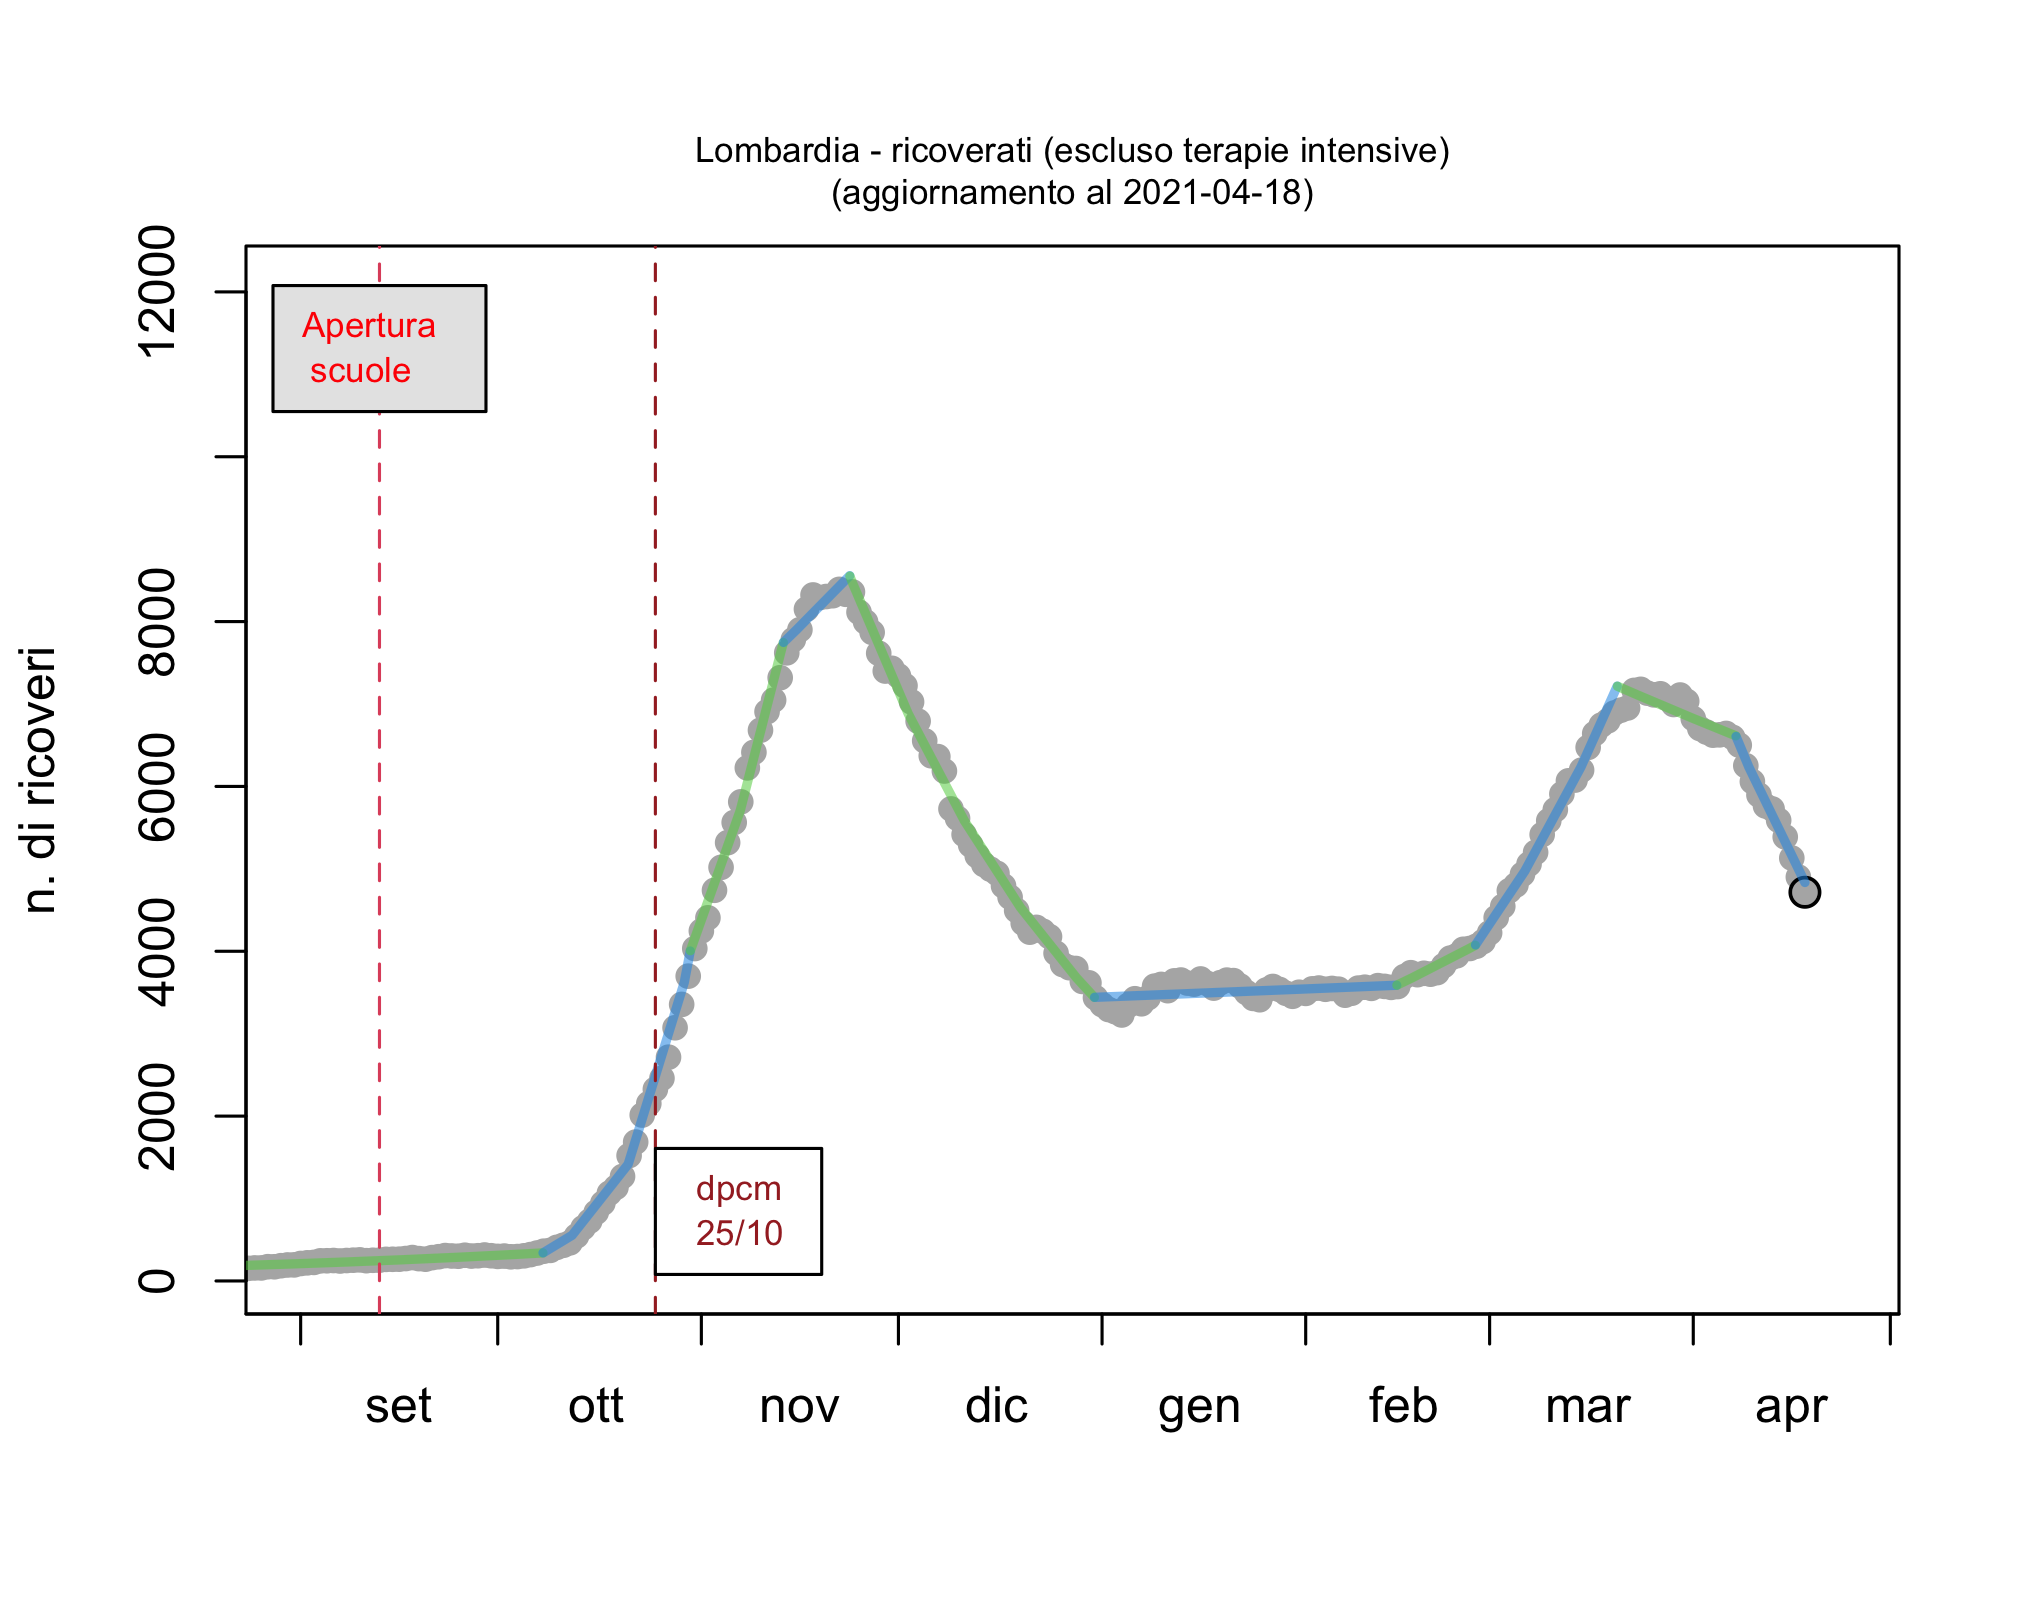 Lombardia - ricoverati (escluso terapie intensive)
(aggiornamento al 2021-04-18)
n. di ricoveri
12000
8000
6000
4000
2000
0
Apertura
scuole
dpcm
25/10
set ott nov dic gen feb mar apr